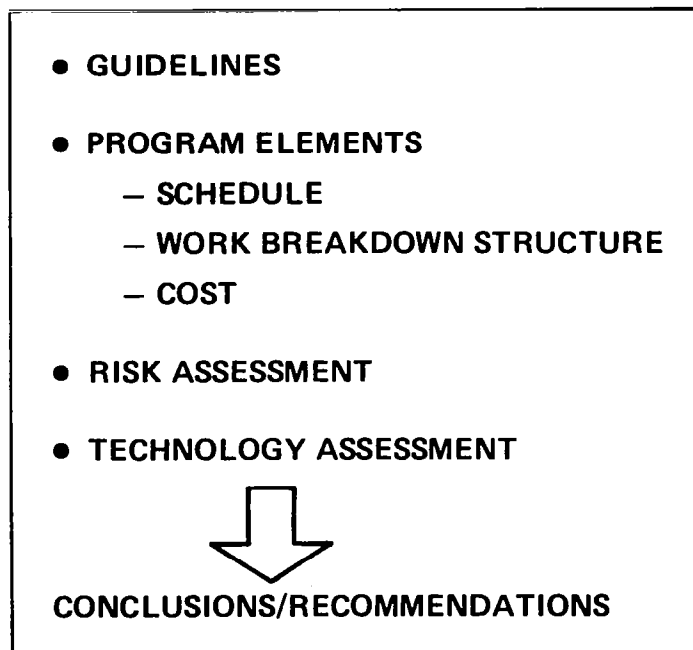 ● GUIDELINES
● PROGRAM ELEMENTS
— SCHEDULE
— WORK BREAKDOWN STRUCTURE
— COST
● RISK ASSESSMENT
● TECHNOLOGY ASSESSMENT
CONCLUSIONS/RECOMMENDATIONS